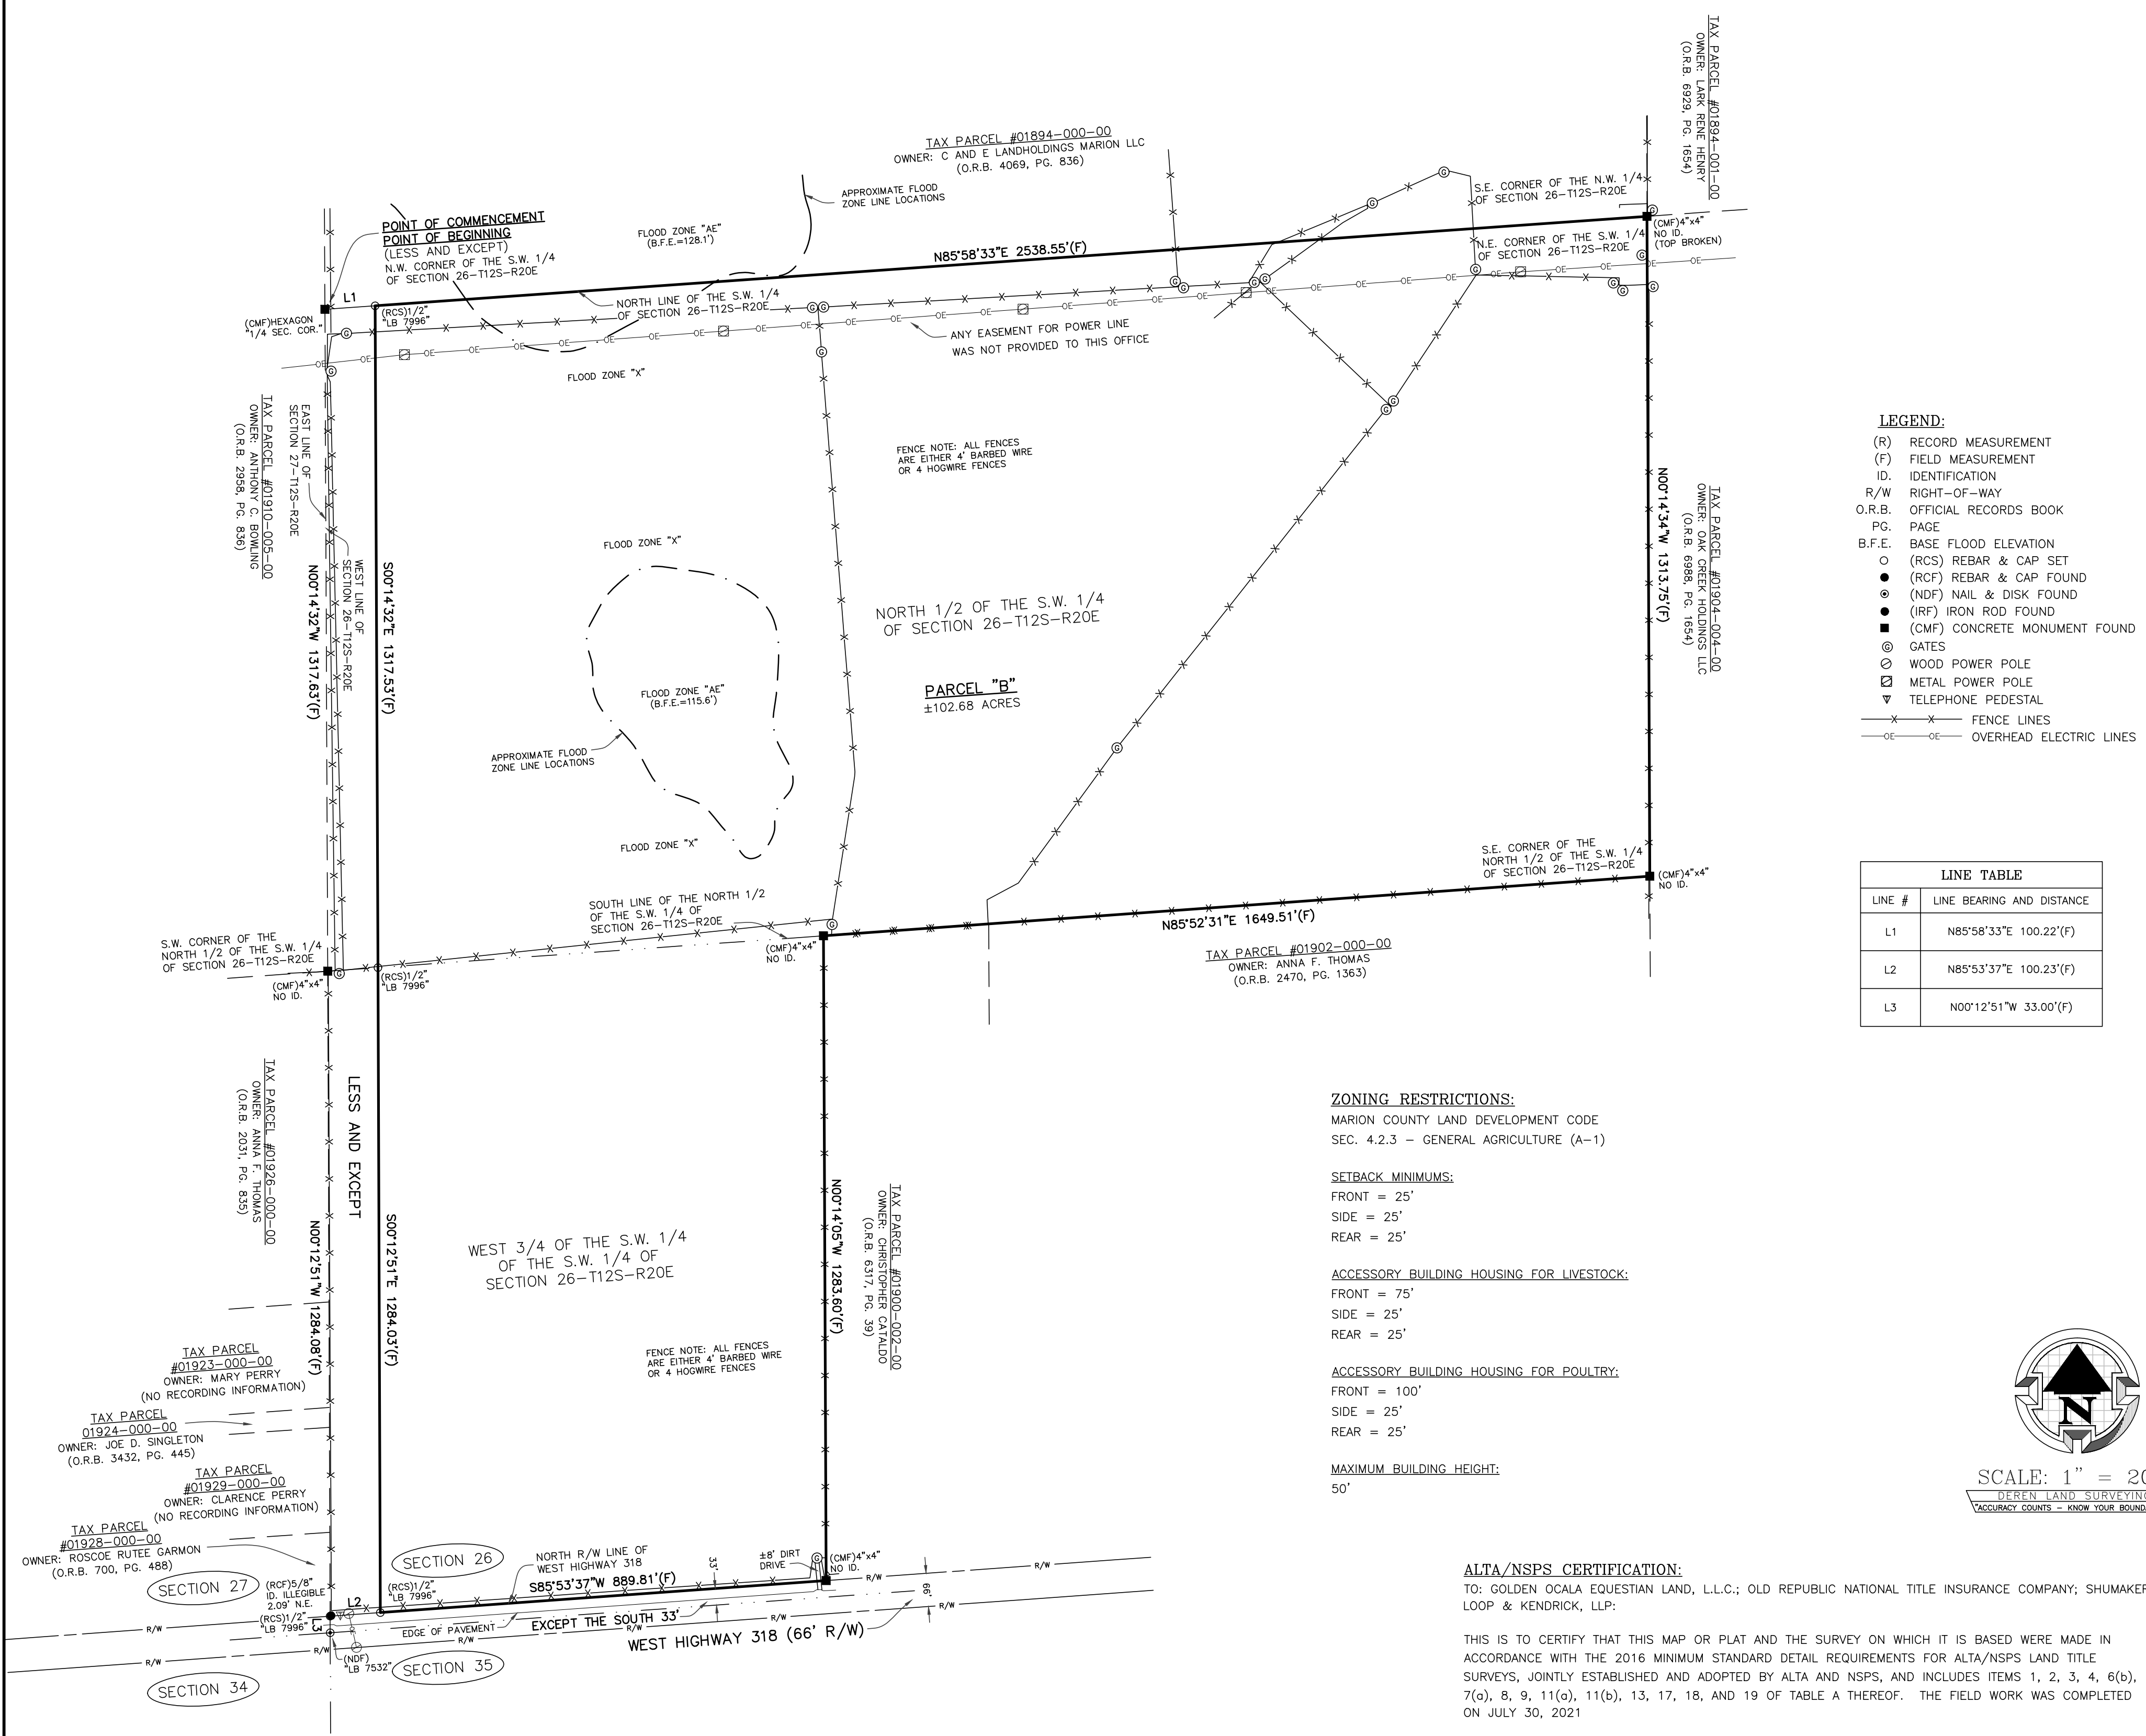 TAX PARCEL #01894-001-00
OWNER: LARK RENE HENRY
(O.R.B. 6929, PG. 1654)
TAX PARCEL #01894-000-00
OWNER: C AND E LANDHOLDINGS MARION LLC
(O.R.B. 4069, PG. 836)
APPROXIMATE FLOOD
ZONE LINE LOCATIONS
S.E. CORNER OF THE N.W. 1/4
OF SECTION 26-T12S-R20E
(CMF)4"x4"
NO ID.
(TOP BROKEN)
N.E. CORNER OF THE S.W. 1/4
OF SECTION 26-T12S-R20E
POINT OF COMMENCEMENT
POINT OF BEGINNING
(LESS AND EXCEPT)
N.W. CORNER OF THE S.W. 1/4
OF SECTION 26-T12S-R20E
FLOOD ZONE "AE"
(B.F.E.=128.1')
N85°58'33"E 2538.55'(F)
L1
(RCS)1/2"
"LB 7996"
(CMF)HEXAGON
"1/4 SEC. COR."
NORTH LINE OF THE S.W. 1/4
OF SECTION 26-T12S-R20E
ANY EASEMENT FOR POWER LINE
WAS NOT PROVIDED TO THIS OFFICE
FLOOD ZONE "X"
EAST LINE OF
SECTION 27-T12S-R20E
TAX PARCEL #01910-005-00
OWNER: ANTHONY C. BOWLING
(O.R.B. 2958, PG. 836)
WEST LINE OF
SECTION 26-T12S-R20E
N00°14'32"W 1317.63'(F)
S00°14'32"E 1317.53'(F)
FENCE NOTE: ALL FENCES
ARE EITHER 4' BARBED WIRE
OR 4 HOGWIRE FENCES
FLOOD ZONE "X"
NORTH 1/2 OF THE S.W. 1/4
OF SECTION 26-T12S-R20E
PARCEL "B"
±102.68 ACRES
FLOOD ZONE "AE"
(B.F.E.=115.6')
APPROXIMATE FLOOD
ZONE LINE LOCATIONS
FLOOD ZONE "X"
N00°14'34"W 1313.75'(F)
TAX PARCEL #01904-004-00
OWNER: OAK CREEK HOLDINGS LLC
(O.R.B. 6988, PG. 1654)
LEGEND:
(R) RECORD MEASUREMENT
(F) FIELD MEASUREMENT
ID. IDENTIFICATION
R/W RIGHT-OF-WAY
O.R.B. OFFICIAL RECORDS BOOK
PG. PAGE
B.F.E. BASE FLOOD ELEVATION
(RCS) REBAR & CAP SET
(RCF) REBAR & CAP FOUND
(NDF) NAIL & DISK FOUND
(IRF) IRON ROD FOUND
(CMF) CONCRETE MONUMENT FOUND
G GATES
WOOD POWER POLE
METAL POWER POLE
TELEPHONE PEDESTAL
X X FENCE LINES
OE OE OVERHEAD ELECTRIC LINES
S.E. CORNER OF THE
NORTH 1/2 OF THE S.W. 1/4
OF SECTION 26-T12S-R20E
(CMF)4"x4"
NO ID.
SOUTH LINE OF THE NORTH 1/2
OF THE S.W. 1/4 OF
SECTION 26-T12S-R20E
(CMF)4"x4"
NO ID.
N85°52'31"E 1649.51'(F)
TAX PARCEL #01902-000-00
OWNER: ANNA F. THOMAS
(O.R.B. 2470, PG. 1363)
S.W. CORNER OF THE
NORTH 1/2 OF THE S.W. 1/4
OF SECTION 26-T12S-R20E
(CMF)4"x4"
NO ID.
(RCS)1/2"
"LB 7996"
LINE TABLE
LINE # LINE BEARING AND DISTANCE
L1 N85°58'33"E 100.22'(F)
L2 N85°53'37"E 100.23'(F)
L3 N00°12'51"W 33.00'(F)
TAX PARCEL #01926-000-00
OWNER: ANNA F. THOMAS
(O.R.B. 2031, PG. 835)
LESS AND EXCEPT
N00°12'51"W 1284.08'(F)
S00°12'51"E 1284.03'(F)
WEST 3/4 OF THE S.W. 1/4
OF THE S.W. 1/4 OF
SECTION 26-T12S-R20E
N00°14'05"W 1283.60'(F)
TAX PARCEL #01900-002-00
OWNER: CHRISTOPHER CATALDO
(O.R.B. 6317, PG. 39)
FENCE NOTE: ALL FENCES
ARE EITHER 4' BARBED WIRE
OR 4 HOGWIRE FENCES
ZONING RESTRICTIONS:
MARION COUNTY LAND DEVELOPMENT CODE
SEC. 4.2.3 - GENERAL AGRICULTURE (A-1)
SETBACK MINIMUMS:
FRONT = 25'
SIDE = 25'
REAR = 25'
ACCESSORY BUILDING HOUSING FOR LIVESTOCK:
FRONT = 75'
SIDE = 25'
REAR = 25'
ACCESSORY BUILDING HOUSING FOR POULTRY:
FRONT = 100'
SIDE = 25'
REAR = 25'
MAXIMUM BUILDING HEIGHT:
50'
TAX PARCEL
#01923-000-00
OWNER: MARY PERRY
(NO RECORDING INFORMATION)
TAX PARCEL
01924-000-00
OWNER: JOE D. SINGLETON
(O.R.B. 3432, PG. 445)
TAX PARCEL
#01929-000-00
OWNER: CLARENCE PERRY
(NO RECORDING INFORMATION)
TAX PARCEL
#01928-000-00
OWNER: ROSCOE RUTEE GARMON
(O.R.B. 700, PG. 488)
SECTION 27
(RCF)5/8"
ID. ILLEGIBLE
2.09' N.E.
(RCS)1/2"
"LB 7996"
L3
L2
(RCS)1/2"
"LB 7996"
SECTION 26
NORTH R/W LINE OF
WEST HIGHWAY 318
S85°53'37"W 889.81'(F)
33'
±8' DIRT
DRIVE
(CMF)4"x4"
NO ID.
R/W
66'
EDGE OF PAVEMENT
EXCEPT THE SOUTH 33'
WEST HIGHWAY 318 (66' R/W)
(NDF)
"LB 7532"
SECTION 35
SECTION 34
N
SCALE: 1" = 20
DEREN LAND SURVEYING
"ACCURACY COUNTS - KNOW YOUR BOUND
ALTA/NSPS CERTIFICATION:
TO: GOLDEN OCALA EQUESTIAN LAND, L.L.C.; OLD REPUBLIC NATIONAL TITLE INSURANCE COMPANY; SHUMAKER
LOOP & KENDRICK, LLP:
THIS IS TO CERTIFY THAT THIS MAP OR PLAT AND THE SURVEY ON WHICH IT IS BASED WERE MADE IN
ACCORDANCE WITH THE 2016 MINIMUM STANDARD DETAIL REQUIREMENTS FOR ALTA/NSPS LAND TITLE
SURVEYS, JOINTLY ESTABLISHED AND ADOPTED BY ALTA AND NSPS, AND INCLUDES ITEMS 1, 2, 3, 4, 6(b),
7(a), 8, 9, 11(a), 11(b), 13, 17, 18, AND 19 OF TABLE A THEREOF. THE FIELD WORK WAS COMPLETED
ON JULY 30, 2021